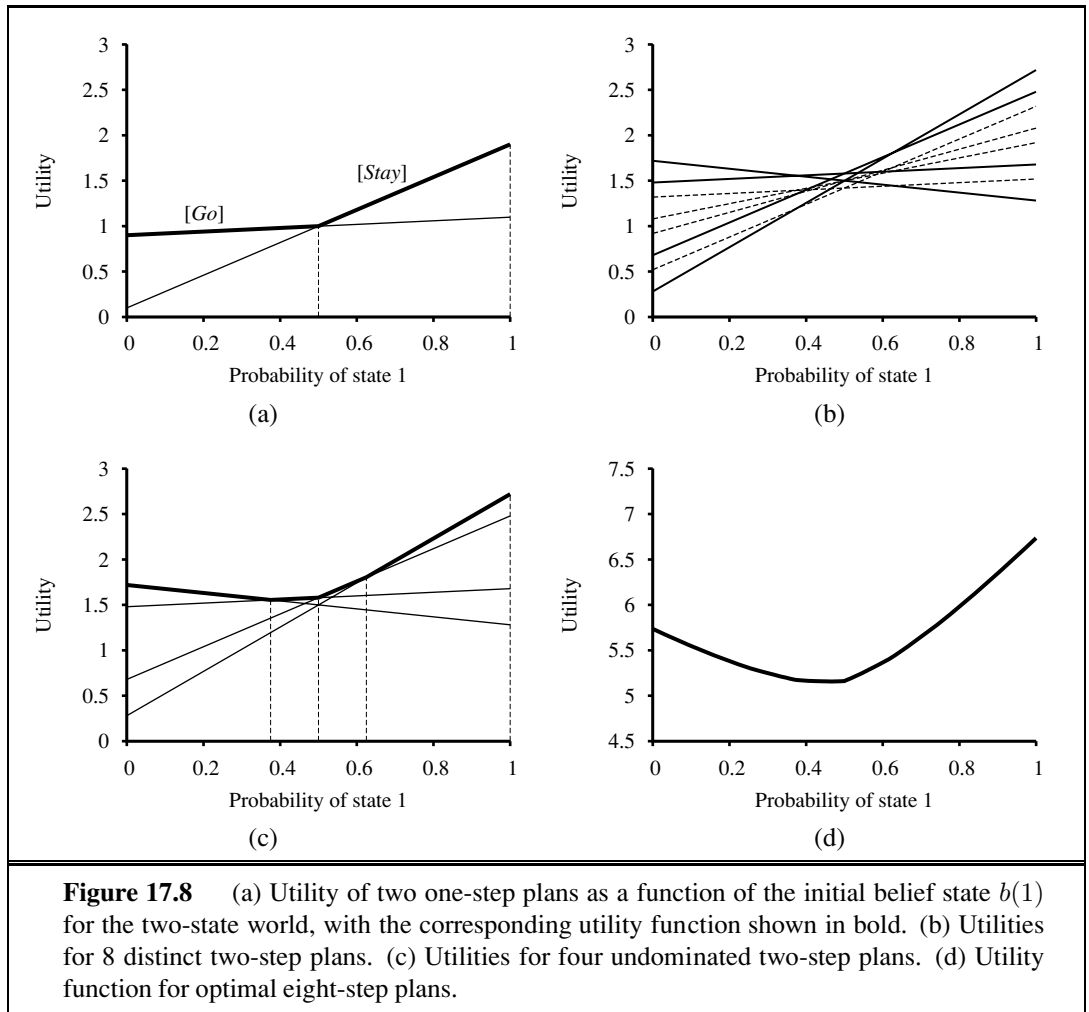 3
3
2.5
2.5
2
2
[Stay]
Utility
1.5
Utility
1.5
[Go]
1
1
0.5
0.5
0
0
0 0.2 0.4 0.6 0.8 1
0 0.2 0.4 0.6 0.8 1
Probability of state 1
Probability of state 1
(a)
(b)
3
7.5
2.5
7
2
6.5
Utility
1.5
Utility
6
1
5.5
0.5
5
0
4.5
0 0.2 0.4 0.6 0.8 1
0 0.2 0.4 0.6 0.8 1
Probability of state 1
Probability of state 1
(c)
(d)
Figure 17.8 (a) Utility of two one-step plans as a function of the initial belief state b(1)
for the two-state world, with the corresponding utility function shown in bold. (b) Utilities
for 8 distinct two-step plans. (c) Utilities for four undominated two-step plans. (d) Utility
function for optimal eight-step plans.